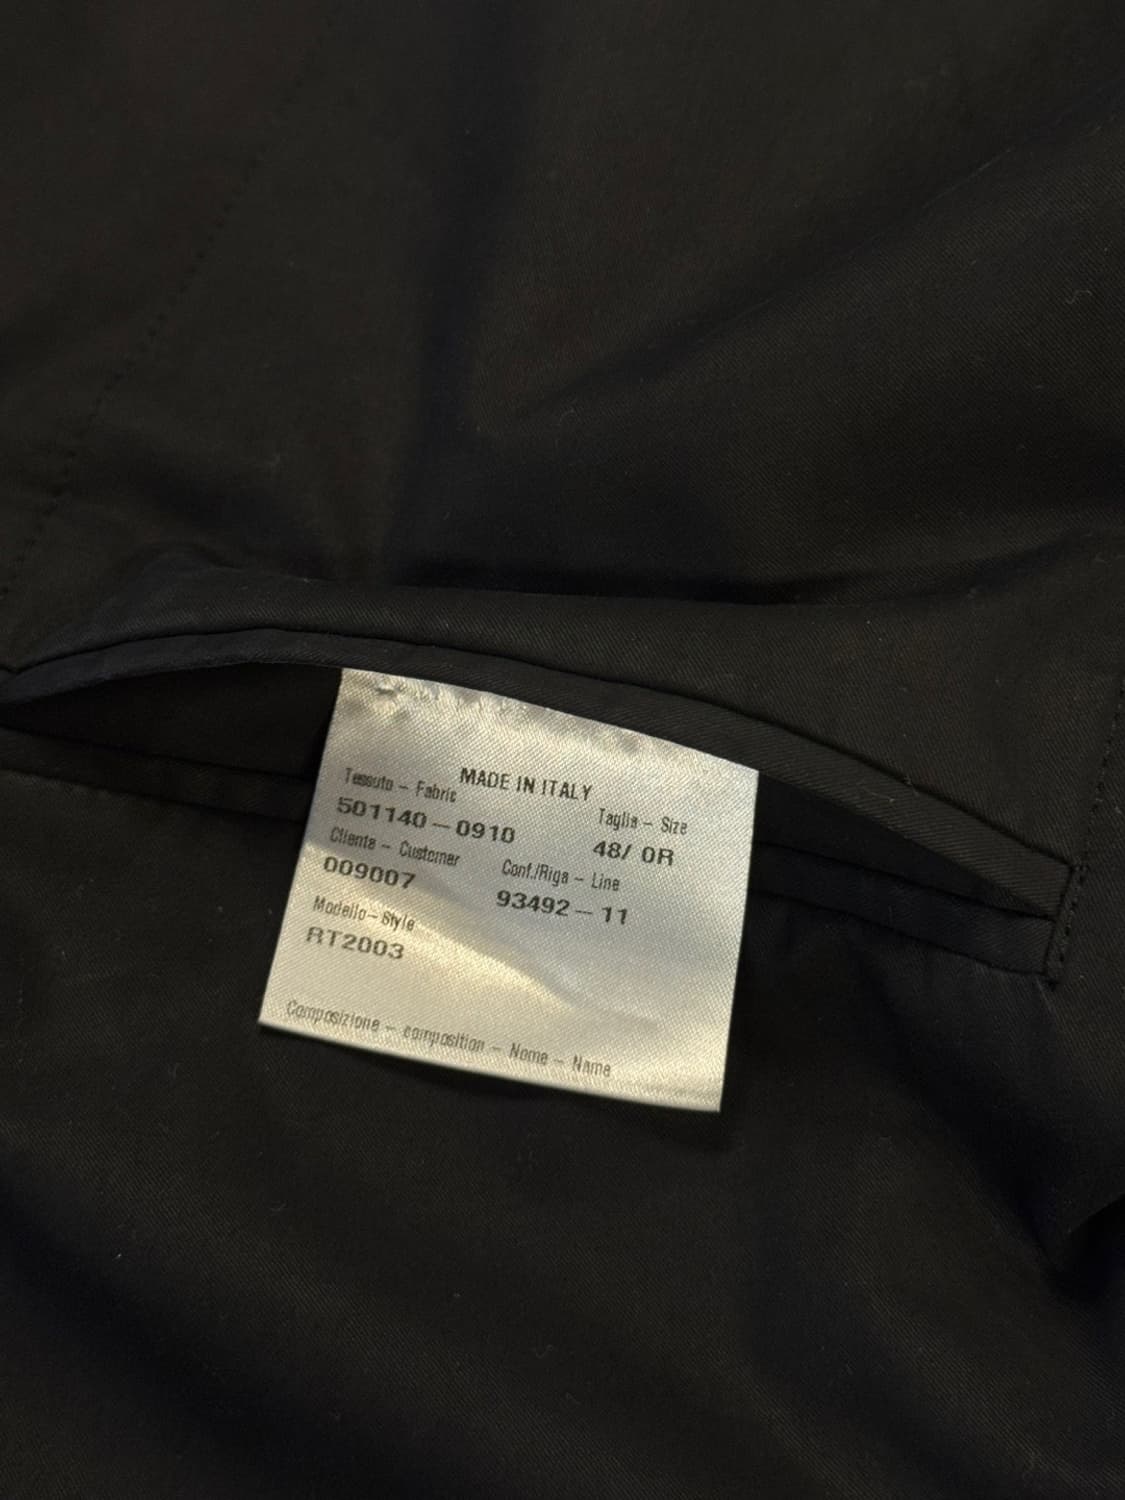 MADE IN ITALY
Tessuto - Fabric
501140-0910
Taglia - Size
48/ 0R
Cliente - Customer
009007
Conf./Riga - Line
93492-11
Modello-Style
RT2003
Composizione - composition - Nome - Name